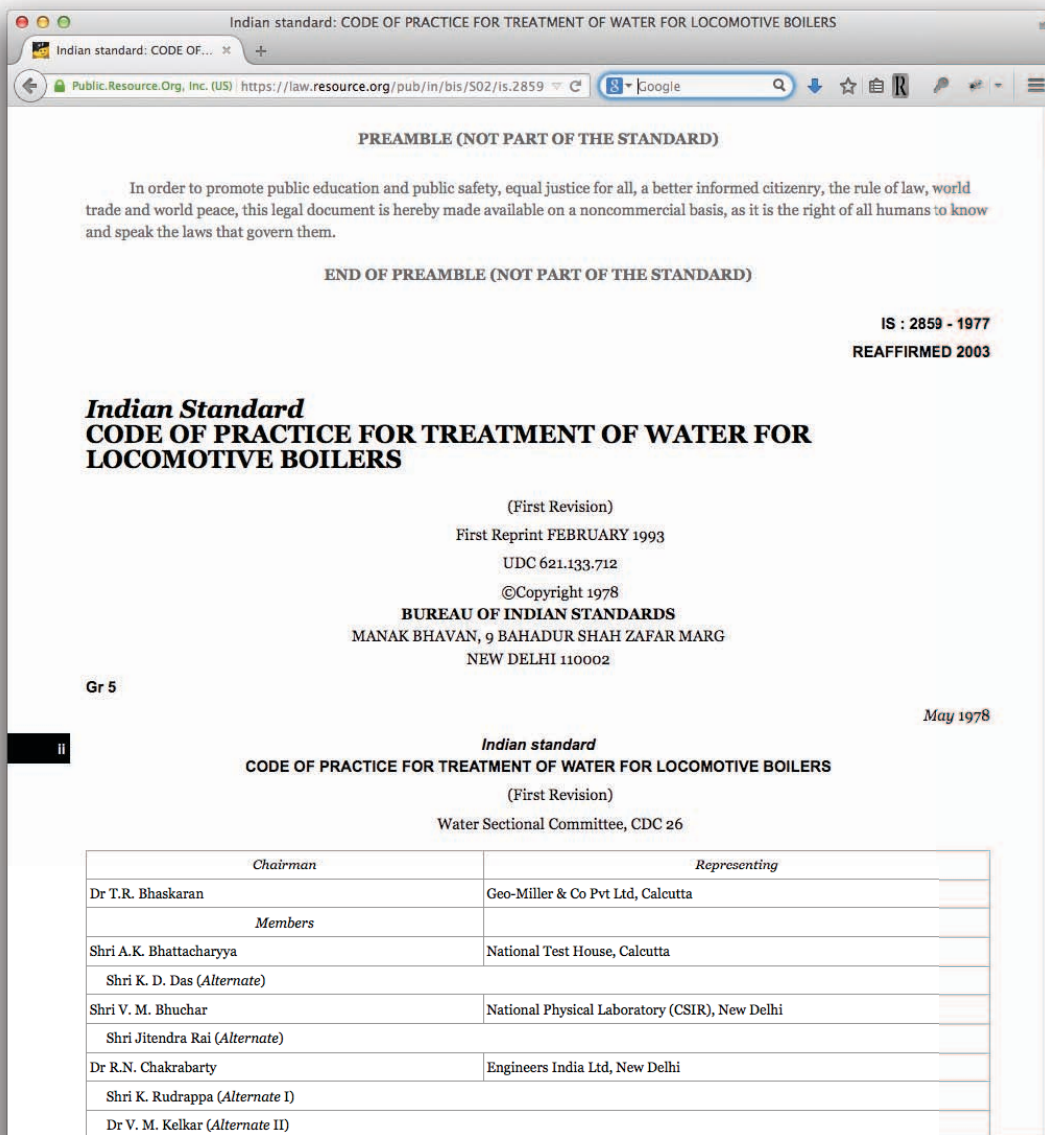 Indian standard: CODE OF PRACTICE FOR TREATMENT OF WATER FOR LOCOMOTIVE BOILERS
Indian standard: CODE OF...
Public.Resource.Org, Inc. (US) https://law.resource.org/pub/in/bis/S02/is.2859 Google
PREAMBLE (NOT PART OF THE STANDARD)
In order to promote public education and public safety, equal justice for all, a better informed citizenry, the rule of law, world
trade and world peace, this legal document is hereby made available on a noncommercial basis, as it is the right of all humans to know
and speak the laws that govern them.
END OF PREAMBLE (NOT PART OF THE STANDARD)
IS : 2859 - 1977
REAFFIRMED 2003
Indian Standard
CODE OF PRACTICE FOR TREATMENT OF WATER FOR
LOCOMOTIVE BOILERS
(First Revision)
First Reprint FEBRUARY 1993
UDC 621.133.712
©Copyright 1978
BUREAU OF INDIAN STANDARDS
MANAK BHAVAN, 9 BAHADUR SHAH ZAFAR MARG
NEW DELHI 110002
Gr 5
May 1978
ii
Indian standard
CODE OF PRACTICE FOR TREATMENT OF WATER FOR LOCOMOTIVE BOILERS
(First Revision)
Water Sectional Committee, CDC 26
Chairman Representing
Dr T.R. Bhaskaran Geo-Miller & Co Pvt Ltd, Calcutta
Members
Shri A.K. Bhattacharyya National Test House, Calcutta
Shri K. D. Das (Alternate)
Shri V. M. Bhuchar National Physical Laboratory (CSIR), New Delhi
Shri Jitendra Rai (Alternate)
Dr R.N. Chakrabarty Engineers India Ltd, New Delhi
Shri K. Rudrappa (Alternate I)
Dr V. M. Kelkar (Alternate II)